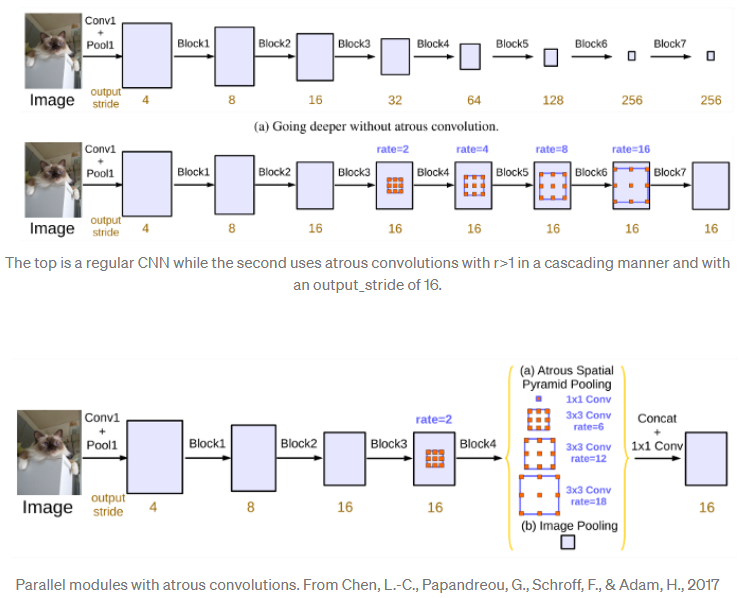 Conv1
+
Pool1
Block1
Block2
Block3
Block4
Block5
Block6
Block7
Image
output
stride
4
8
16
32
64
128
256
256
(a) Going deeper without atrous convolution.
rate=2
rate=4
rate=8
rate=16
Conv1
+
Pool1
Block1
Block2
Block3
Block4
Block5
Block6
Block7
Image
output
stride
4
8
16
16
16
16
16
16
The top is a regular CNN while the second uses atrous convolutions with r>1 in a cascading manner and with
an output_stride of 16.
(a) Atrous Spatial
Pyramid Pooling
1x1 Conv
3x3 Conv
rate=6
3x3 Conv
rate=12
3x3 Conv
rate=18
(b) Image Pooling
rate=2
Conv1
+
Pool1
Block1
Block2
Block3
Block4
Concat
+
1x1 Conv
Image
output
stride
4
8
16
16
16
Parallel modules with atrous convolutions. From Chen, L.-C., Papandreou, G., Schroff, F., & Adam, H., 2017